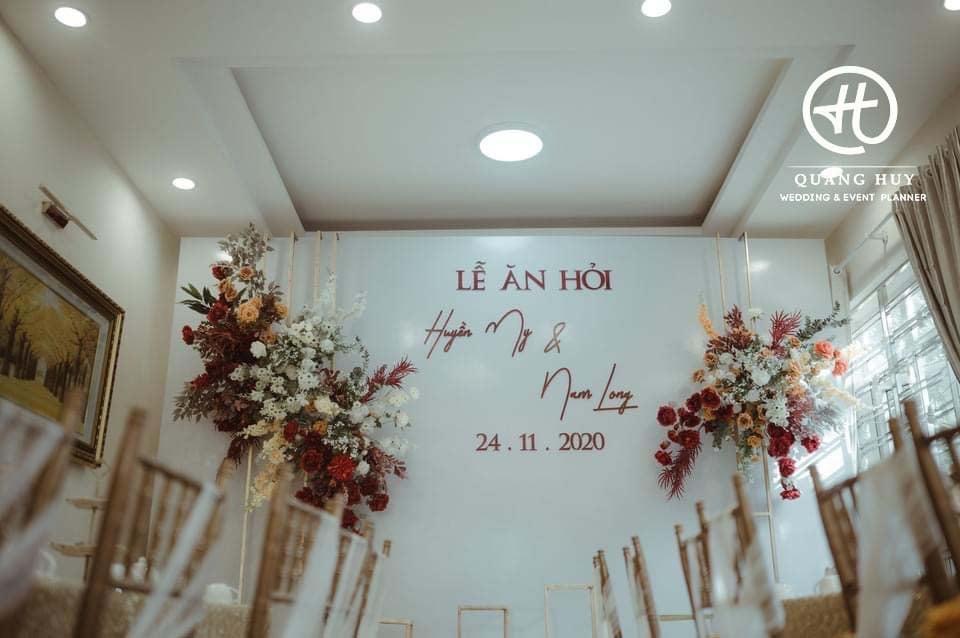 QUANG HUY
WEDDING & EVENT PLANNER
LỄ ĂN HỎI
Huyền My &
Nam Long
24.11.2020